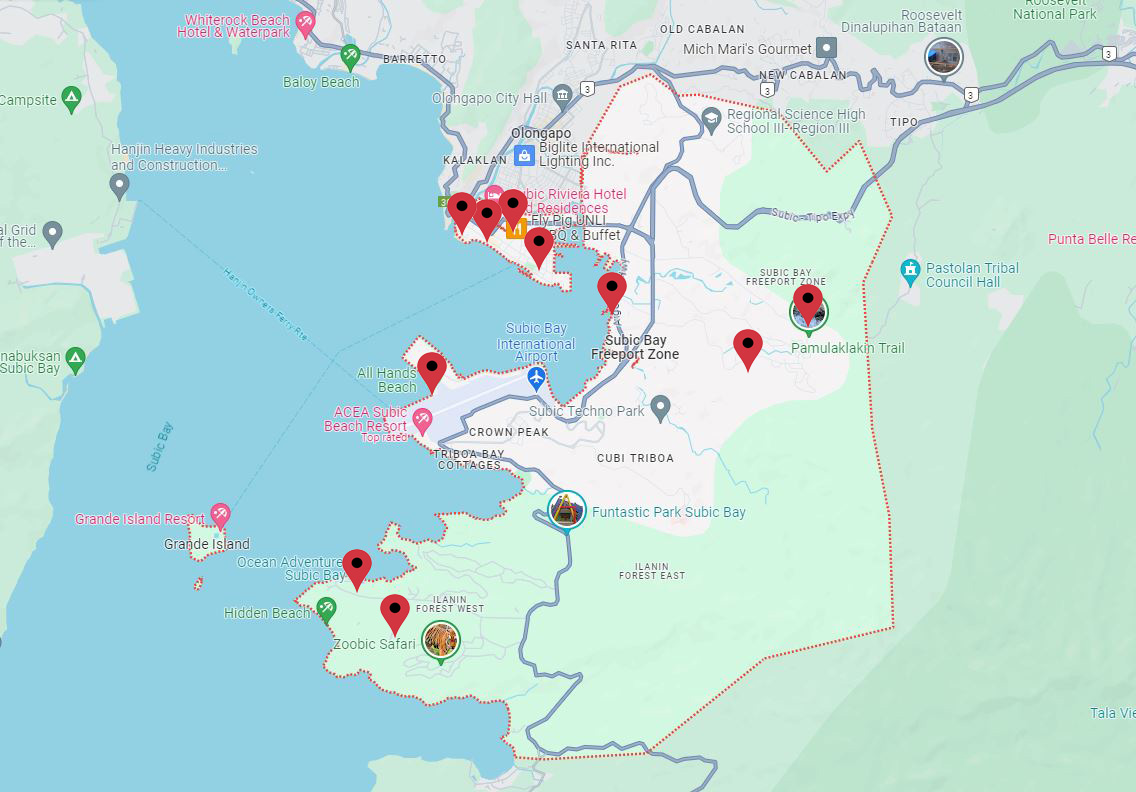 Roosevelt
National Park
Whiterock Beach
Hotel & Waterpark
Roosevelt
Dinalupihan Bataan
OLD CABALAN
SANTA RITA
Mich Mari's Gourmet
BARRETTO
3
Baloy Beach
NEW CABALAN
3
3
3
Campsite
Olongapo City Hall
Regional Science High
School III- Region III
TIPO
Olongapo
Biglite International
Lighting Inc.
Hanjin Heavy Industries
and Construction...
KALAKLAN
ubic Riviera Hotel
d Residences
Fly Pig UNLI
BQ & Buffet
Subic-Tipo Expy
al Grid
f the...
Punta Belle Re
Pastolan Tribal
Council Hall
SUBIC BAY
FREEPORT ZONE
Hanjin Owners Ferry Rite
Subic Bay
International
Airport
Subic Bay
Freeport Zone
Pamulaklakin Trail
nabuksan
Subic Bay
All Hands
Beach
ACEA Subic
Beach Resort
Top rated
Subic Techno Park
CROWN PEAK
Subic Bay
TRIBOA BAY
COTTAGES
CUBI TRIBOA
Grande Island Resort
Funtastic Park Subic Bay
Grande Island
Ocean Adventure
Subic Bay
ILANIN
FOREST EAST
ILANIN
FOREST WEST
Hidden Beach
Zoobic Safari
Tala Vie